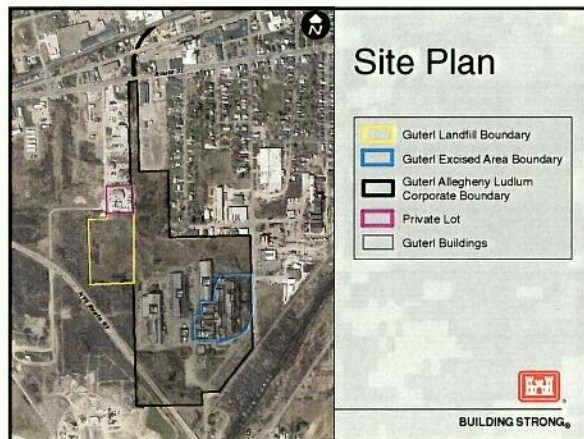 N
Site Plan
Guterl Landfill Boundary
Guterl Excised Area Boundary
Guterl Allegheny Ludlum
Corporate Boundary
Private Lot
Guterl Buildings
BUILDING STRONG®